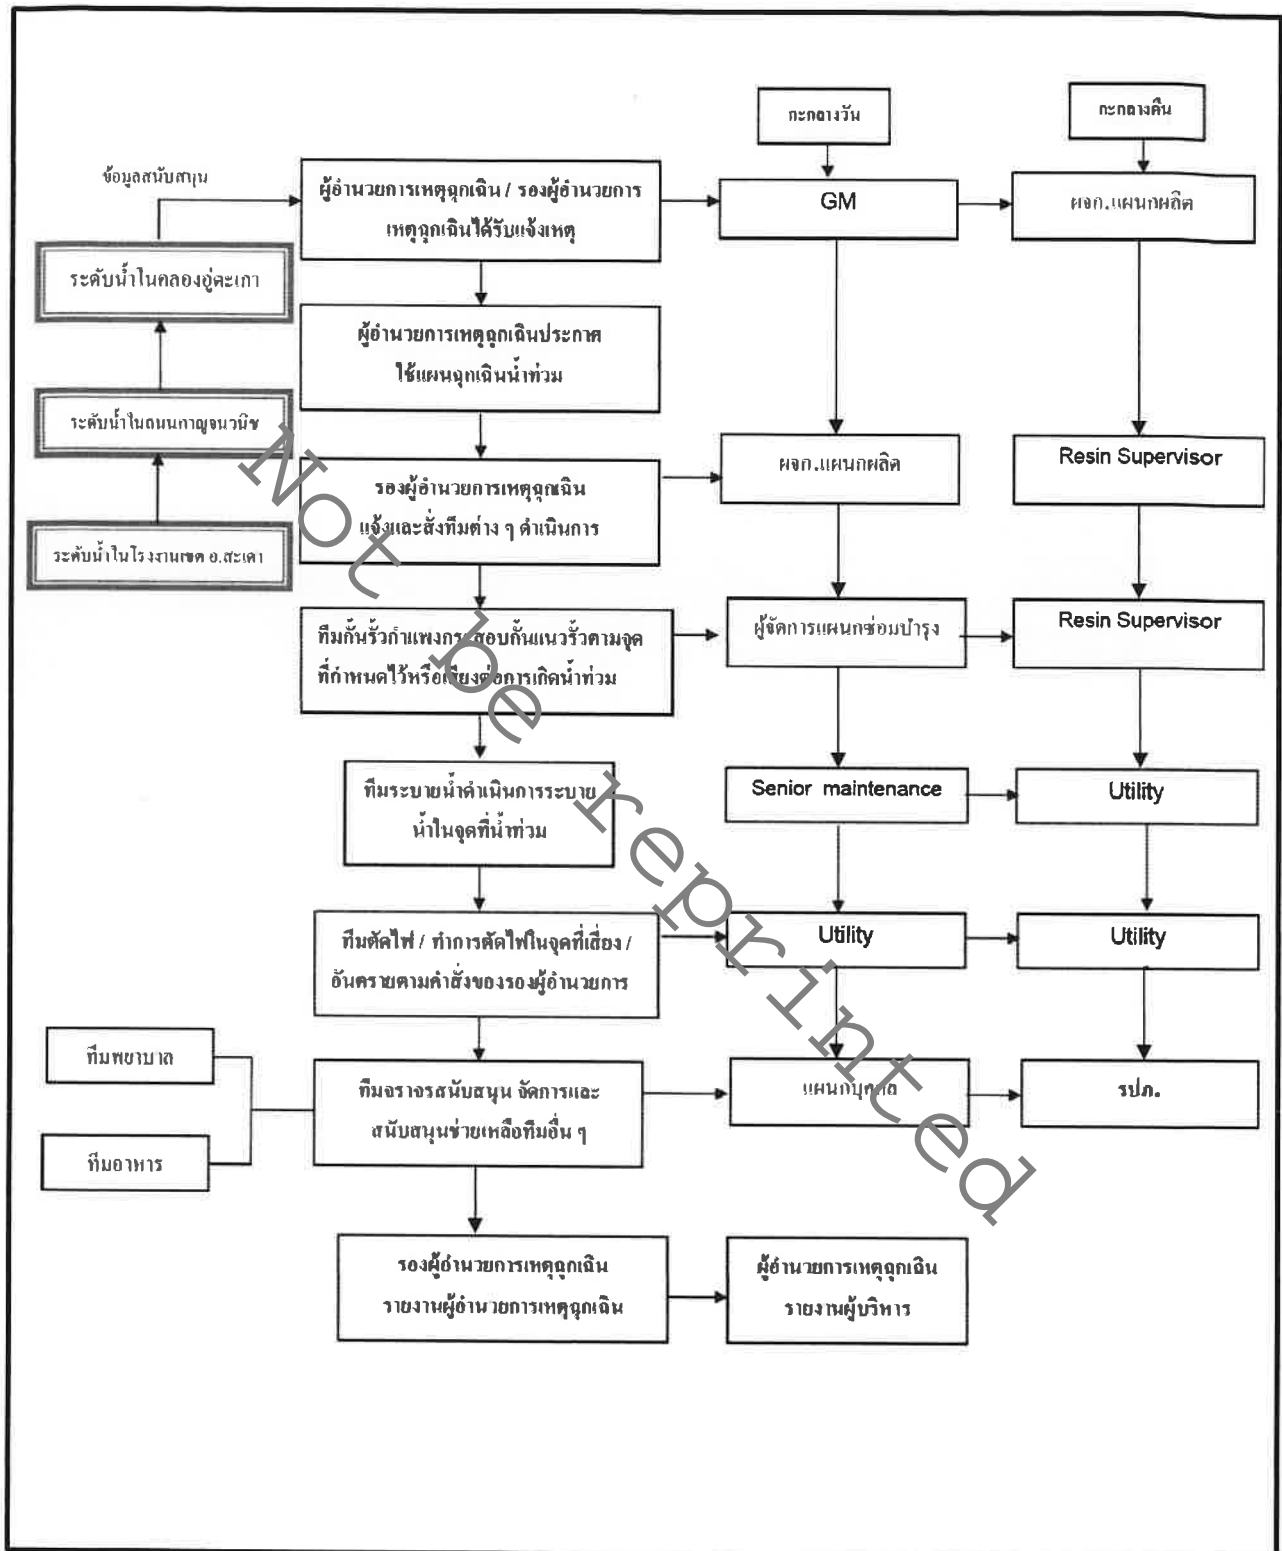 กะกลางวัน
กะกลางคืน
ข้อมูลสนับสนุน
ผู้อำนวยการเหตุฉุกเฉิน / รองผู้อำนวยการ
เหตุฉุกเฉินได้รับแจ้งเหตุ
GM
ผจก.แผนกผลิต
ระดับน้ำในคลองอู่ตะเภา
ผู้อำนวยการเหตุฉุกเฉินประกาศ
ใช้แผนฉุกเฉินน้ำท่วม
ระดับน้ำในถนนกาญจนวนิช
รองผู้อำนวยการเหตุฉุกเฉิน
แจ้งและสั่งทีมต่าง ๆ ดำเนินการ
ผจก.แผนกผลิต
Resin Supervisor
ระดับน้ำในโรงงานเขต อ.สะเดา
ทีมกั้นรั้วกำแพงกระสอบกั้นแนวรั้วตามจุด
ที่กำหนดไว้หรือเสี่ยงต่อการเกิดน้ำท่วม
ผู้จัดการแผนกซ่อมบำรุง
Resin Supervisor
ทีมระบายน้ำดำเนินการระบาย
น้ำในจุดที่น้ำท่วม
Senior maintenance
Utility
ทีมตัดไฟ / ทำการตัดไฟในจุดที่เสี่ยง /
อันตรายตามคำสั่งของรองผู้อำนวยการ
Utility
Utility
ทีมพยาบาล
ทีมอาหาร
ทีมจราจรสนับสนุน จัดการและ
สนับสนุนช่วยเหลือทีมอื่น ๆ
แผนกบุคคล
รปภ.
รองผู้อำนวยการเหตุฉุกเฉิน
รายงานผู้อำนวยการเหตุฉุกเฉิน
ผู้อำนวยการเหตุฉุกเฉิน
รายงานผู้บริหาร
Not be reprinted